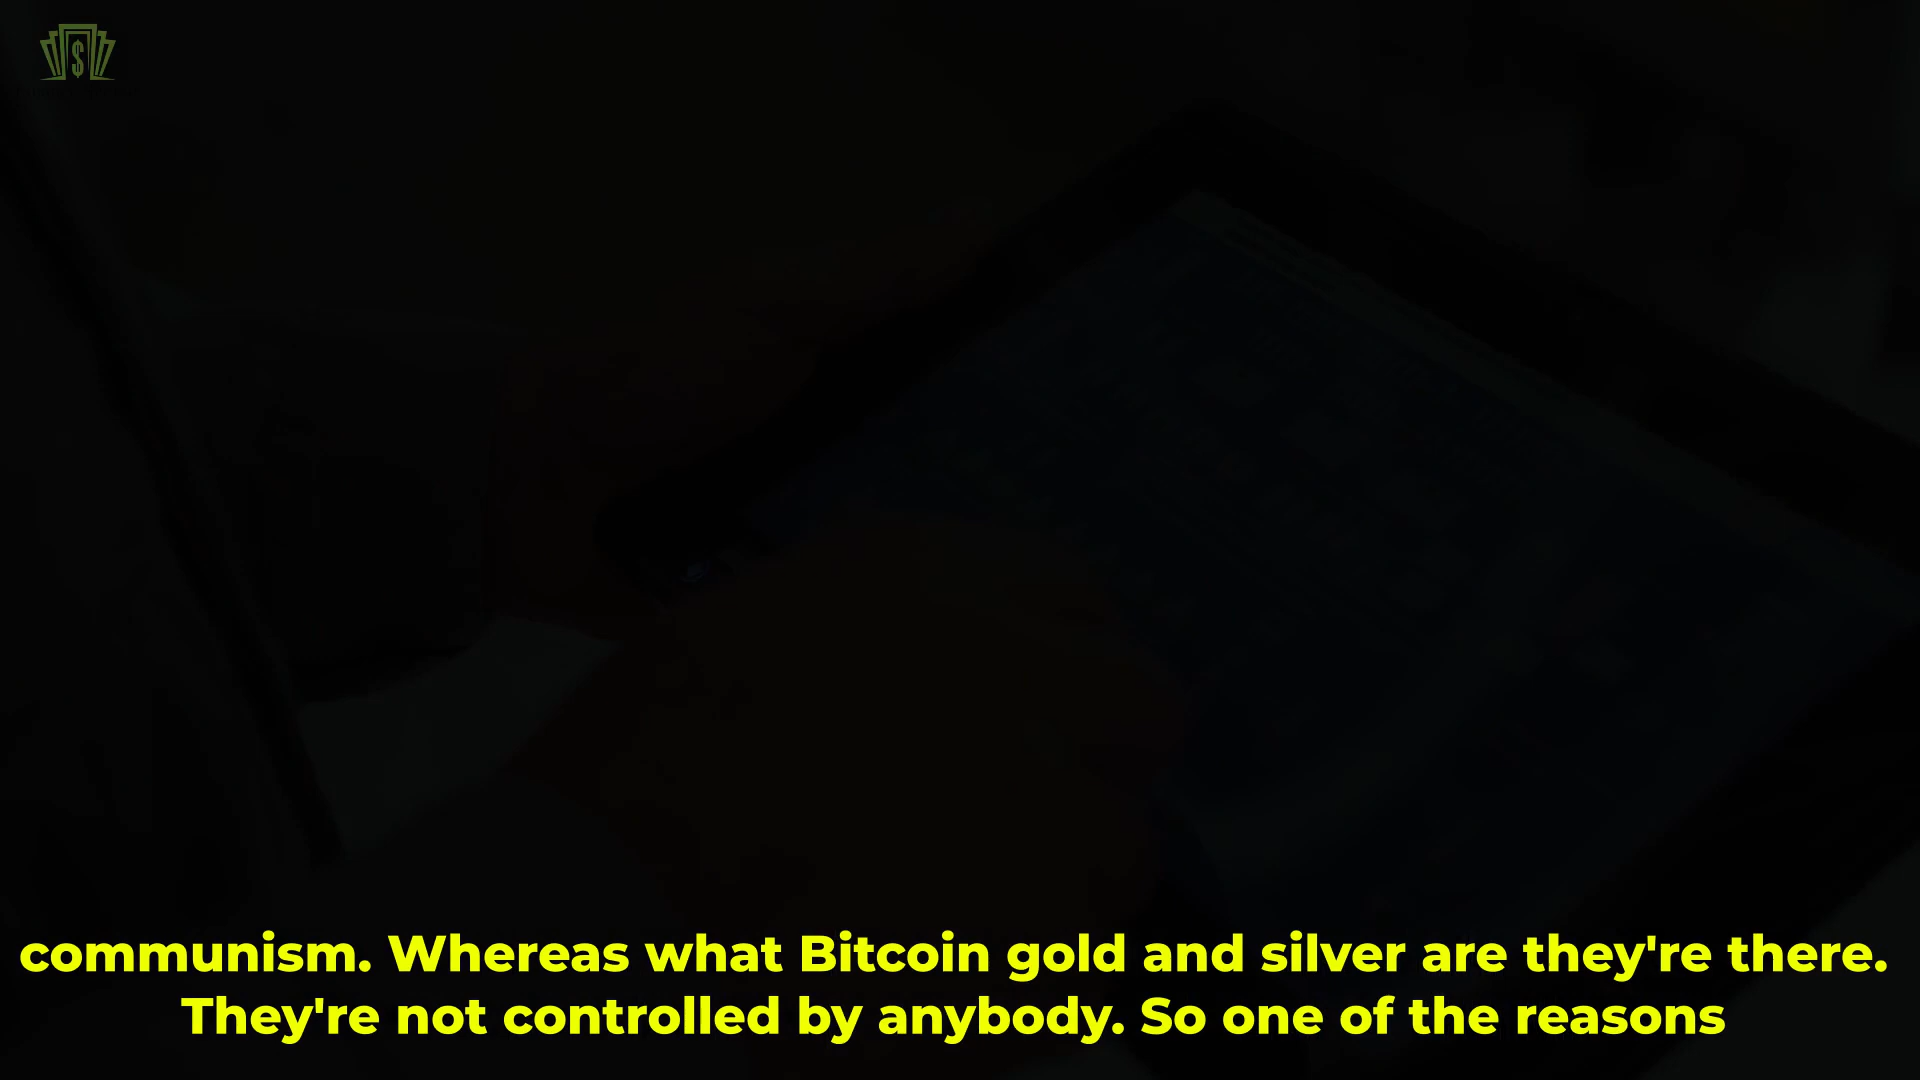 $
communism. Whereas what Bitcoin gold and silver are they're there.
They're not controlled by anybody. So one of the reasons